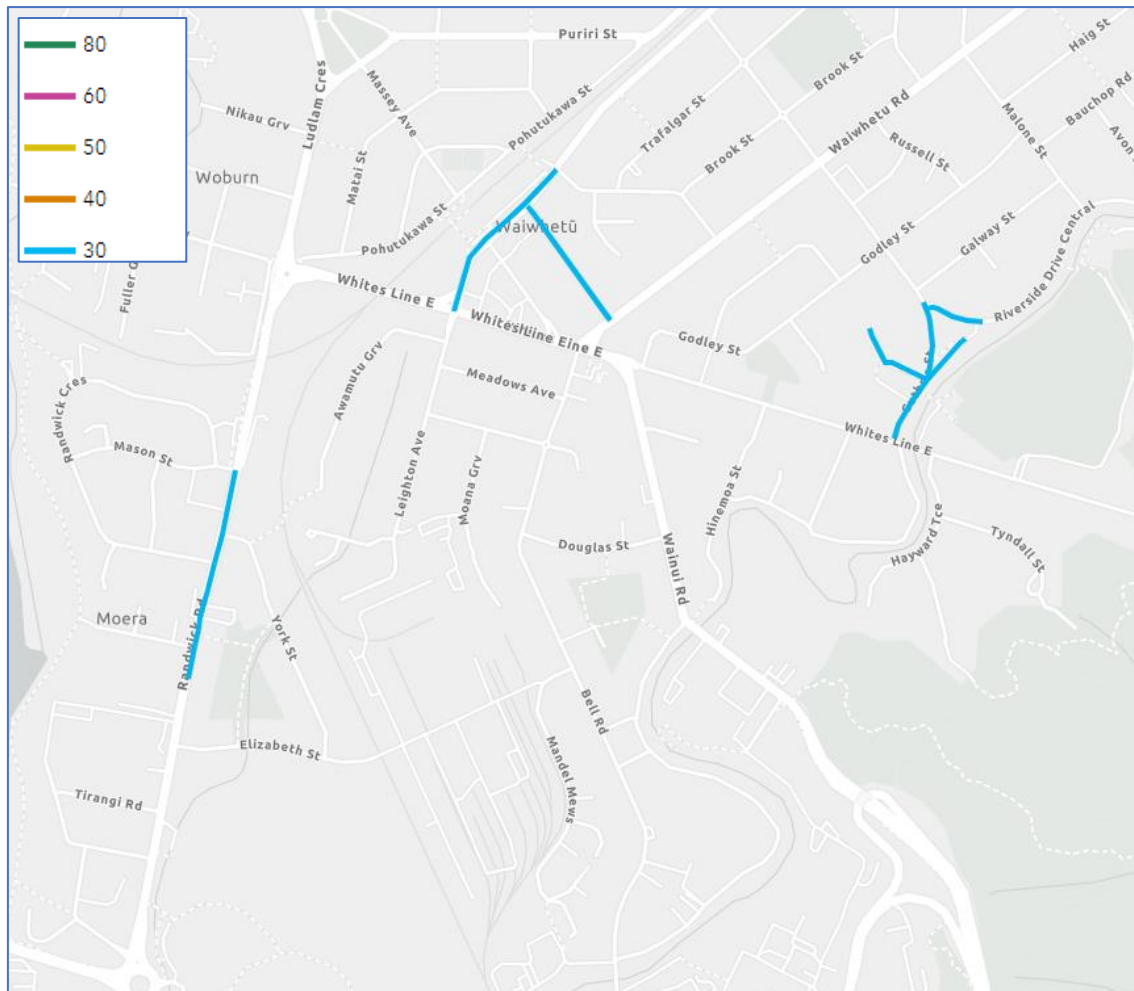 80
60
50
40
30
Puriri St
Haig St
Brook St
Ludlam Cres
Massey Ave
Bauchop Rd
Pohutukawa St
Trafalgar St
Waiwhetu Rd
Malone St
Nikau Grv
Avon
Brook St
Russell St
Matai St
Woburn
Godley St
Galway St
Riverside Drive Central
Pohutukawa St
Waiwhetū
Fuller G
Whites Line E
Godley St
Awamutu Grv
Meadows Ave
Randwick Cres
Whites Line E
Mason St
Leighton Ave
Moana Grv
Hinemoa St
Douglas St
Hayward Tce
Tyndall St
Wainui Rd
Moera
Randwick Rd
York St
Bell Rd
Elizabeth St
Mandel Mews
Tirangi Rd